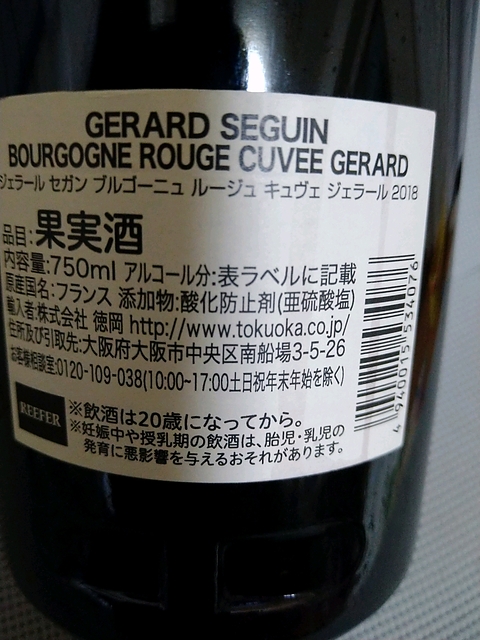 GERARD SEGUIN
BOURGOGNE ROUGE CUVEE GERARD
ジェラール セガン ブルゴーニュ ルージュ キュヴェ ジェラール 2018
品目:果実酒
内容量:750ml アルコール分:表ラベルに記載
原産国名:フランス 添加物:酸化防止剤(亜硫酸塩)
輸入者:株式会社 徳岡 http://www.tokuoka.co.jp/
住所及び引取先:大阪府大阪市中央区南船場3-5-26
お客様相談室:0120-109-038(10:00~17:00土日祝年末年始を除く)
REEFER
※飲酒は20歳になってから。
※妊娠中や授乳期の飲酒は、胎児・乳児の
発育に悪影響を与えるおそれがあります。
4 940015 534076